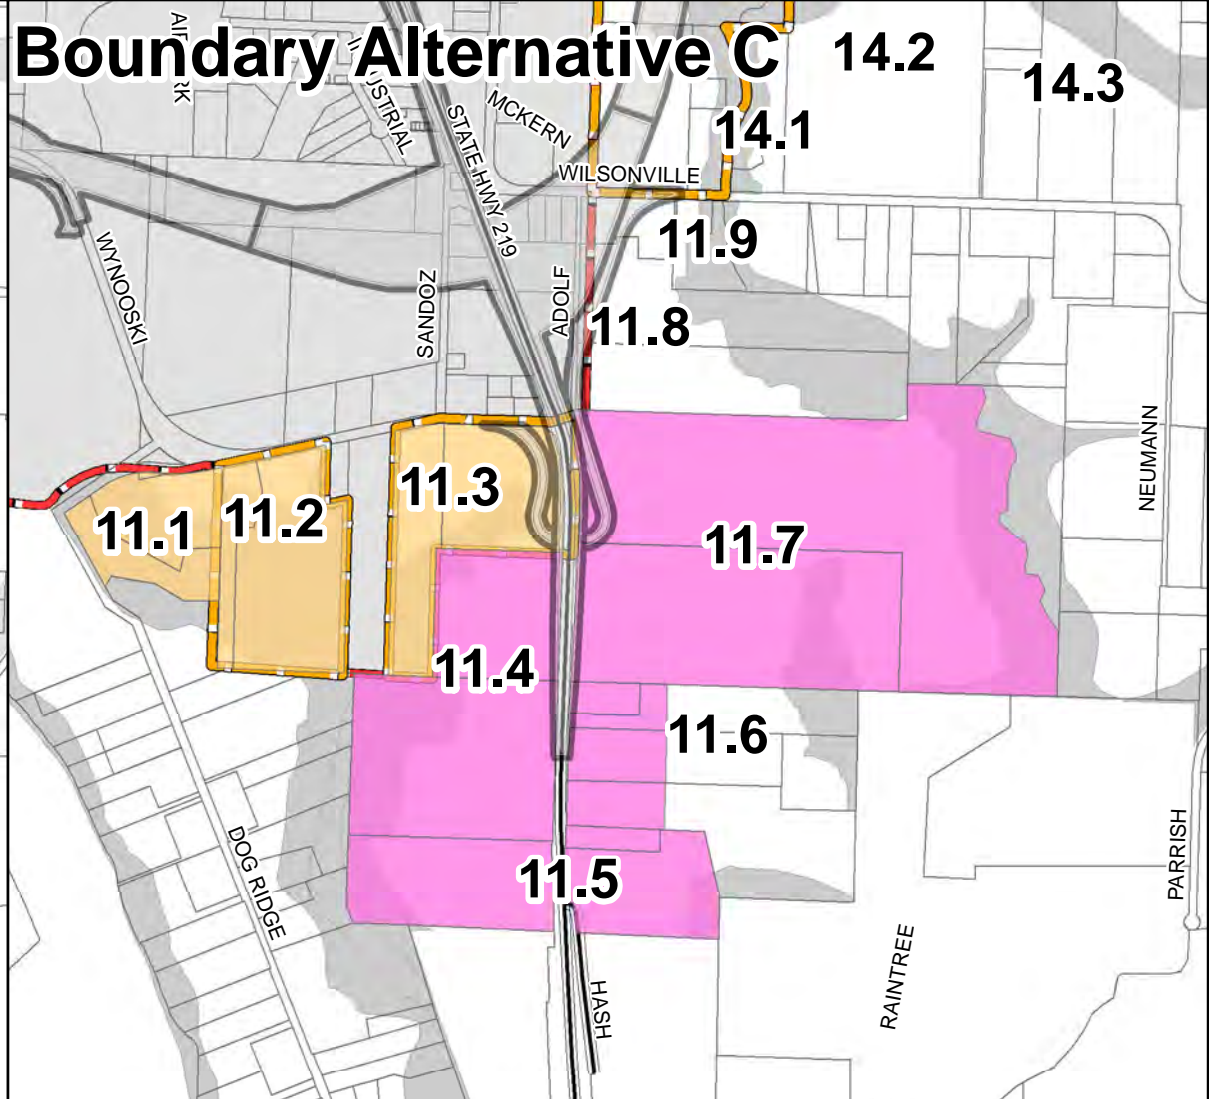 Boundary Alternative C
14.2
14.3
14.1
MCKERN
STATE HWY 219
WILSONVILLE
11.9
WYNOOSKI
SANDOZ
ADOLF
11.8
NEUMANN
11.3
11.2
11.1
11.7
11.4
11.6
DOG RIDGE
11.5
PARRISH
RAINTREE
HASH